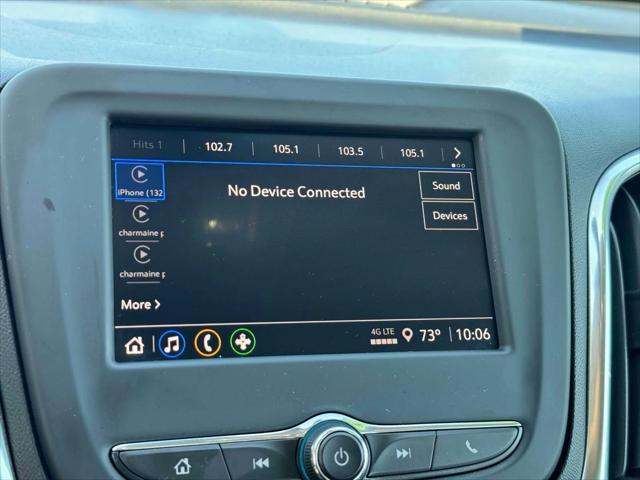 Hits 1 102.7 105.1 103.5 105.1
iPhone (132
No Device Connected
Sound
Devices
charmaine p
charmaine p
More
4G LTE 73° 10:06